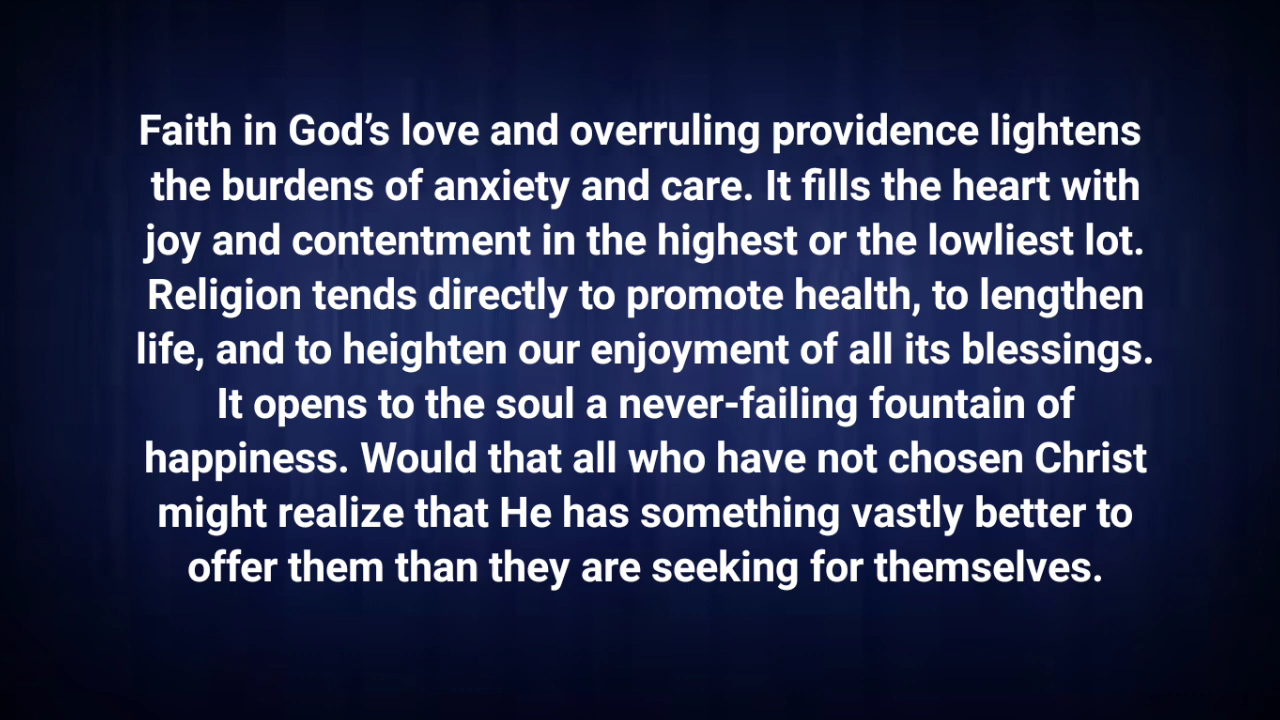 Faith in God’s love and overruling providence lightens
the burdens of anxiety and care. It fills the heart with
joy and contentment in the highest or the lowliest lot.
Religion tends directly to promote health, to lengthen
life, and to heighten our enjoyment of all its blessings.
It opens to the soul a never-failing fountain of
happiness. Would that all who have not chosen Christ
might realize that He has something vastly better to
offer them than they are seeking for themselves.